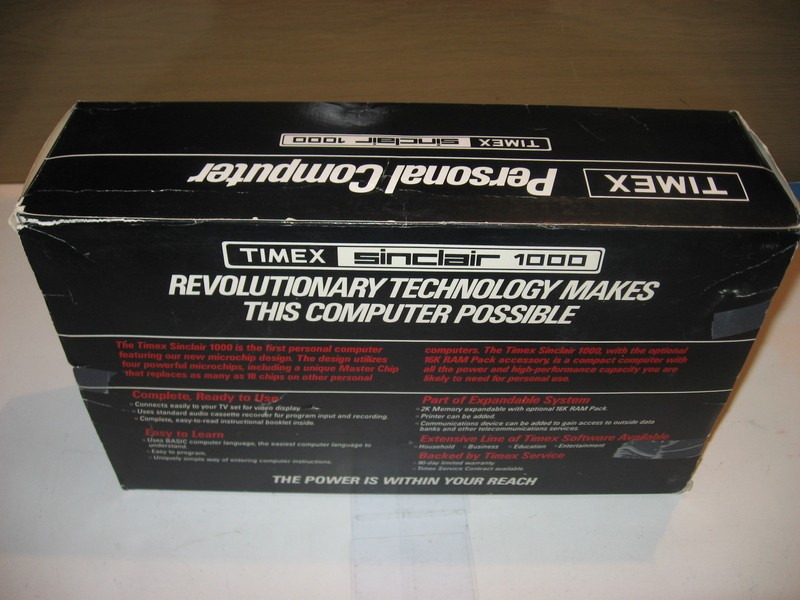 TIMEX sinclair 1000
Personal Computer
TIMEX
TIMEX sinclair 1000
REVOLUTIONARY TECHNOLOGY MAKES
THIS COMPUTER POSSIBLE
The Timex Sinclair 1000 is the first personal computer
featuring our new microchip design. The design utilizes
four powerful microchips, including a unique Master Chip
that replaces as many as 18 chips on other personal
computers. The Timex Sinclair 1000, with the optional
16K RAM Pack accessory, is a compact computer with
all the power and high-performance capacity you are
likely to need for personal use.
Complete, Ready to Use
- Connects easily to your TV set for video display
- Uses standard audio cassette recorder for program input and recording.
- Complete, easy-to-read instructional booklet inside.
Easy to Learn
- Uses BASIC computer language, the easiest computer language to
understand.
- Easy to program.
- Uniquely simple way of entering computer instructions.
Part of Expandable System
- 2K Memory expandable with optional 16K RAM Pack.
- Printer can be added.
- Communications device can be added to gain access to outside data
banks and other telecommunications services.
Extensive Line of Timex Software Available
- Household - Business - Education - Entertainment
Backed by Timex Service
- 90-day limited warranty
- Timex Service Contract available.
THE POWER IS WITHIN YOUR REACH